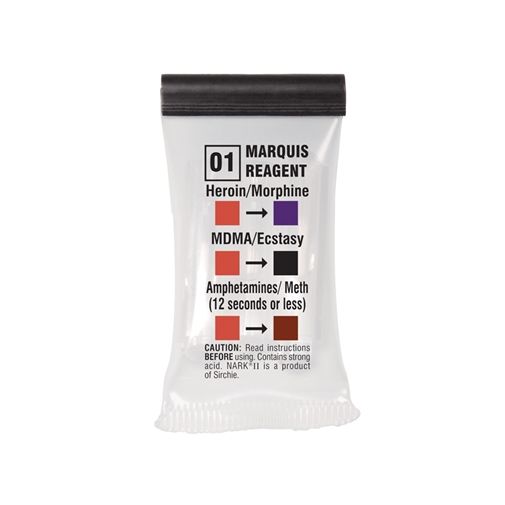 01 MARQUIS
REAGENT
Heroin/Morphine
MDMA/Ecstasy
Amphetamines/ Meth
(12 seconds or less)
CAUTION: Read instructions
BEFORE using. Contains strong
acid. NARK®II is a product
of Sirchie.